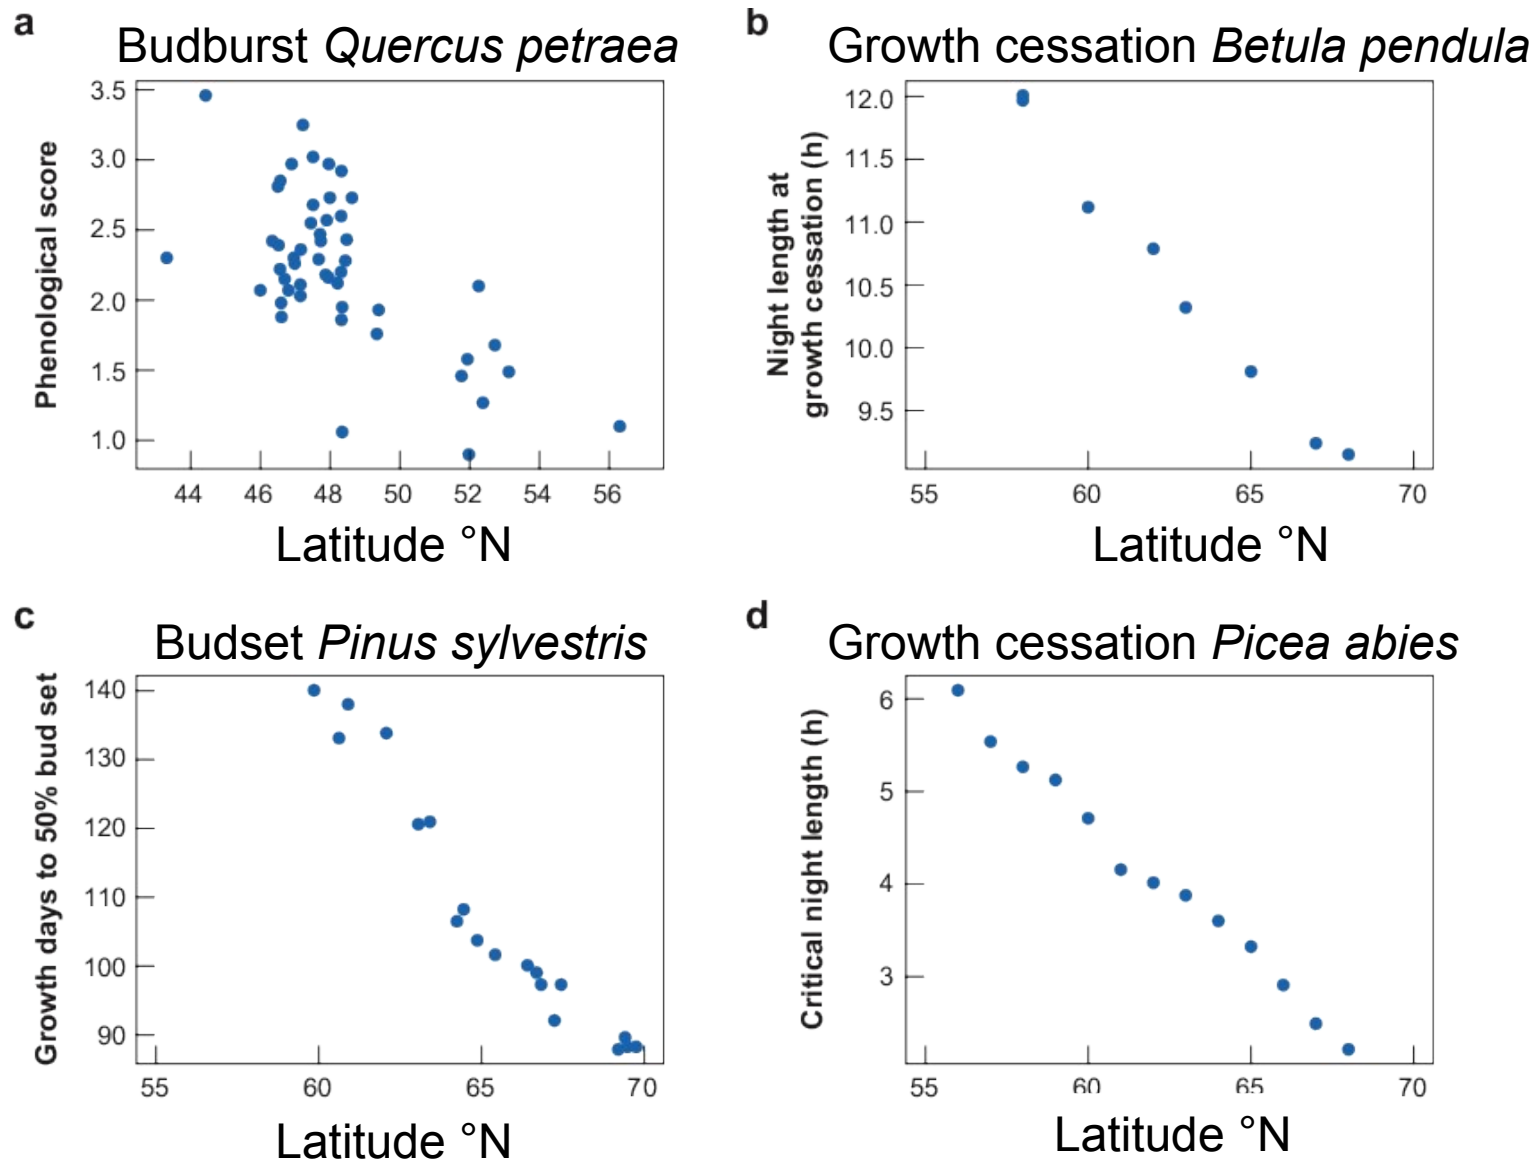 a
Budburst Quercus petraea
Phenological score
3.5
3.0
2.5
2.0
1.5
1.0
44 46 48 50 52 54 56
Latitude °N
b
Growth cessation Betula pendula
Night length at
growth cessation (h)
12.0
11.5
11.0
10.5
10.0
9.5
55 60 65 70
Latitude °N
c
Budset Pinus sylvestris
Growth days to 50% bud set
140
130
120
110
100
90
55 60 65 70
Latitude °N
d
Growth cessation Picea abies
Critical night length (h)
6
5
4
3
55 60 65 70
Latitude °N